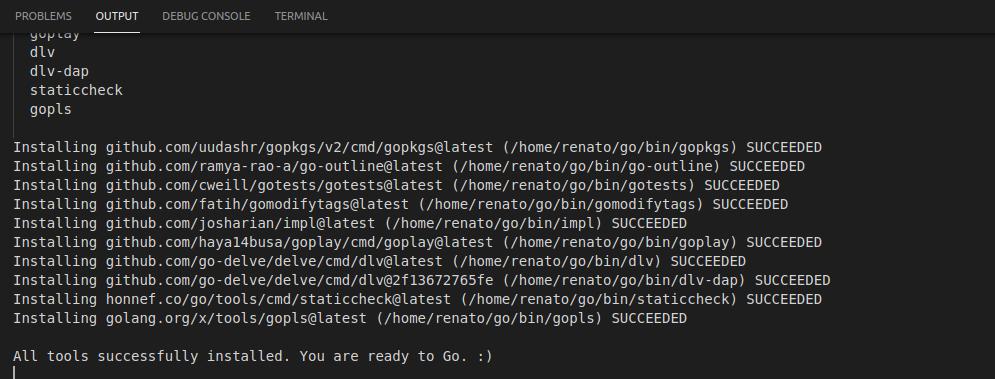 PROBLEMS OUTPUT DEBUG CONSOLE TERMINAL
goplay
dlv
dlv-dap
staticcheck
gopls
Installing github.com/uudashr/gopkgs/v2/cmd/gopkgs@latest (/home/renato/go/bin/gopkgs) SUCCEEDED
Installing github.com/ramya-rao-a/go-outline@latest (/home/renato/go/bin/go-outline) SUCCEEDED
Installing github.com/cweill/gotests/gotests@latest (/home/renato/go/bin/gotests) SUCCEEDED
Installing github.com/fatih/gomodifytags@latest (/home/renato/go/bin/gomodifytags) SUCCEEDED
Installing github.com/josharian/impl@latest (/home/renato/go/bin/impl) SUCCEEDED
Installing github.com/haya14busa/goplay/cmd/goplay@latest (/home/renato/go/bin/goplay) SUCCEEDED
Installing github.com/go-delve/delve/cmd/dlv@latest (/home/renato/go/bin/dlv) SUCCEEDED
Installing github.com/go-delve/delve/cmd/dlv@2f13672765fe (/home/renato/go/bin/dlv-dap) SUCCEEDED
Installing honnef.co/go/tools/cmd/staticcheck@latest (/home/renato/go/bin/staticcheck) SUCCEEDED
Installing golang.org/x/tools/gopls@latest (/home/renato/go/bin/gopls) SUCCEEDED
All tools successfully installed. You are ready to Go. :)